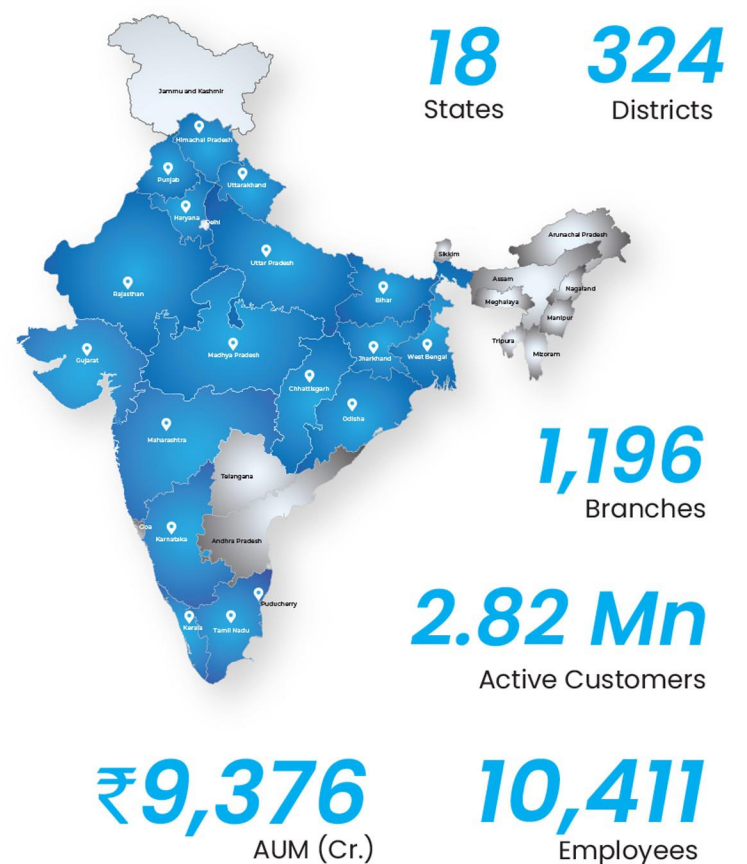 18
States
324
Districts
Jammu and Kashmir
Himachal Pradesh
Punjab
Uttarakhand
Haryana
Delhi
Uttar Pradesh
Rajasthan
Bihar
Sikkim
Arunachal Pradesh
Assam
Nagaland
Meghalaya
Manipur
Tripura
Mizoram
Gujarat
Madhya Pradesh
Jharkhand
West Bengal
Chhattisgarh
Odisha
Maharashtra
Telangana
Goa
Karnataka
Andhra Pradesh
Puducherry
Kerala
Tamil Nadu
1,196
Branches
2.82 Mn
Active Customers
₹9,376
AUM (Cr.)
10,411
Employees